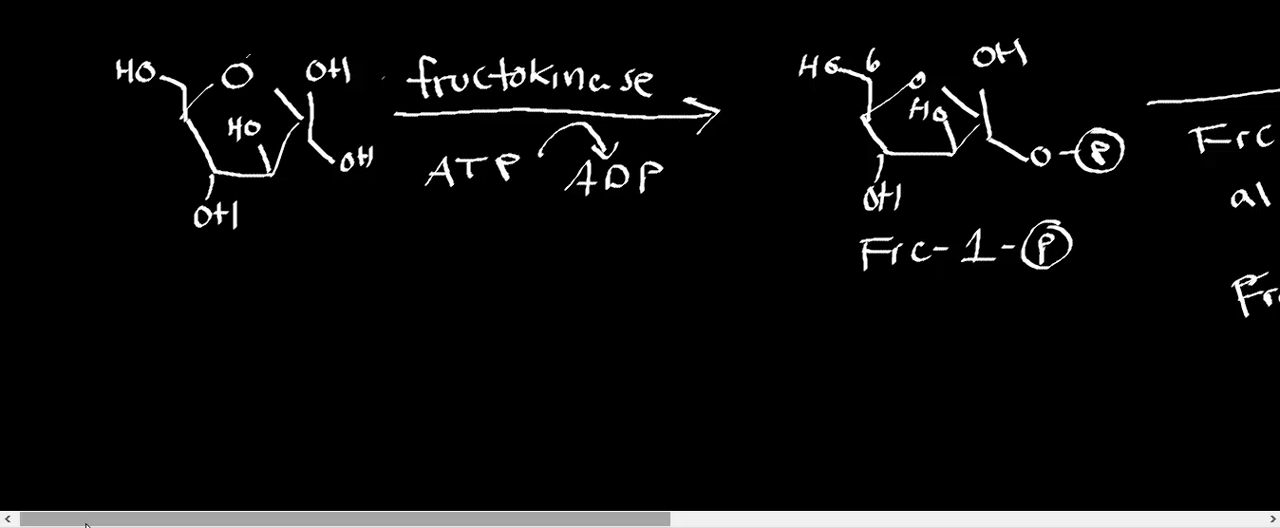 HO O OH
HO
OH
OH
fructokinase
ATP ADP
HO 6 O OH
HO
O-P
OH
Frc-1-P
Frc
al
Fr